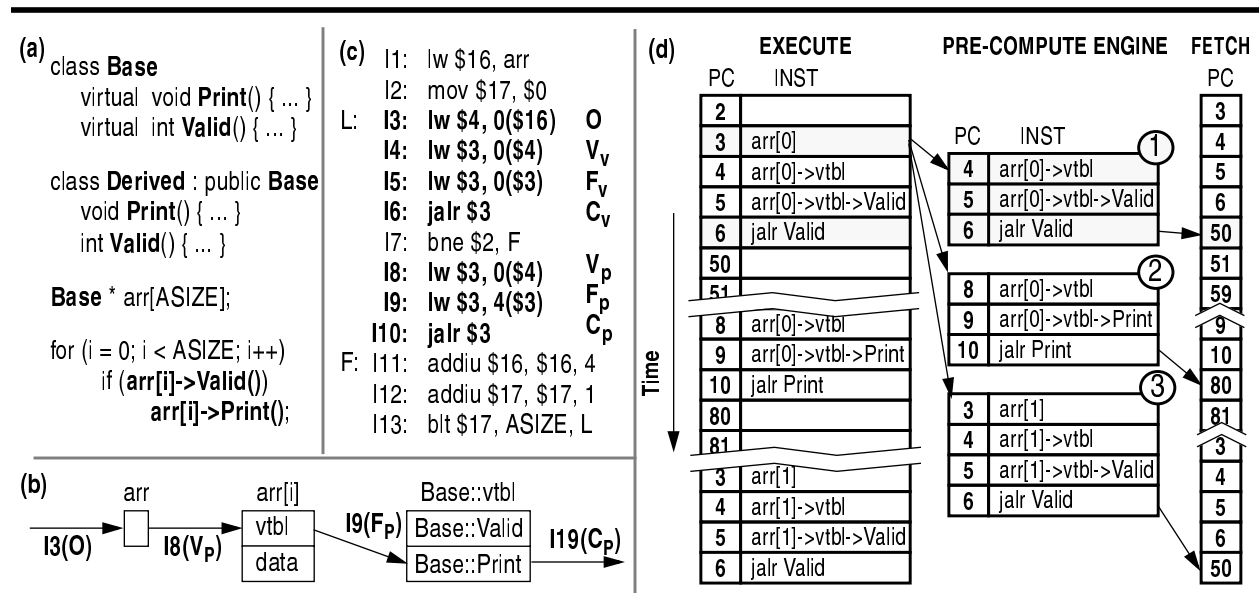 (a)
class Base
virtual void Print() { ... }
virtual int Valid() { ... }
class Derived : public Base
void Print() { ... }
int Valid() { ... }
Base * arr[ASIZE];
for (i = 0; i < ASIZE; i++)
if (arr[i]->Valid())
arr[i]->Print();
(c)
I1: lw $16, arr
I2: mov $17, $0
L: I3: lw $4, 0($16) O
I4: lw $3, 0($4) Vv
I5: lw $3, 0($3) Fv
I6: jalr $3 Cv
I7: bne $2, F
I8: lw $3, 0($4) Vp
I9: lw $3, 4($3) Fp
I10: jalr $3 Cp
F: I11: addiu $16, $16, 4
I12: addiu $17, $17, 1
I13: blt $17, ASIZE, L
(b)
arr arr[i] Base::vtbl
I3(O) I8(VP) vtbl I9(FP) Base::Valid I19(CP)
data Base::Print
(d)
EXECUTE
PC INST
2
3 arr[0]
4 arr[0]->vtbl
5 arr[0]->vtbl->Valid
6 jalr Valid
50
51
8 arr[0]->vtbl
9 arr[0]->vtbl->Print
10 jalr Print
80
81
3 arr[1]
4 arr[1]->vtbl
5 arr[1]->vtbl->Valid
6 jalr Valid
Time
PRE-COMPUTE ENGINE
PC INST
1
4 arr[0]->vtbl
5 arr[0]->vtbl->Valid
6 jalr Valid
2
8 arr[0]->vtbl
9 arr[0]->vtbl->Print
10 jalr Print
3
3 arr[1]
4 arr[1]->vtbl
5 arr[1]->vtbl->Valid
6 jalr Valid
FETCH
PC
3
4
5
6
50
51
59
9
10
80
81
3
4
5
6
50